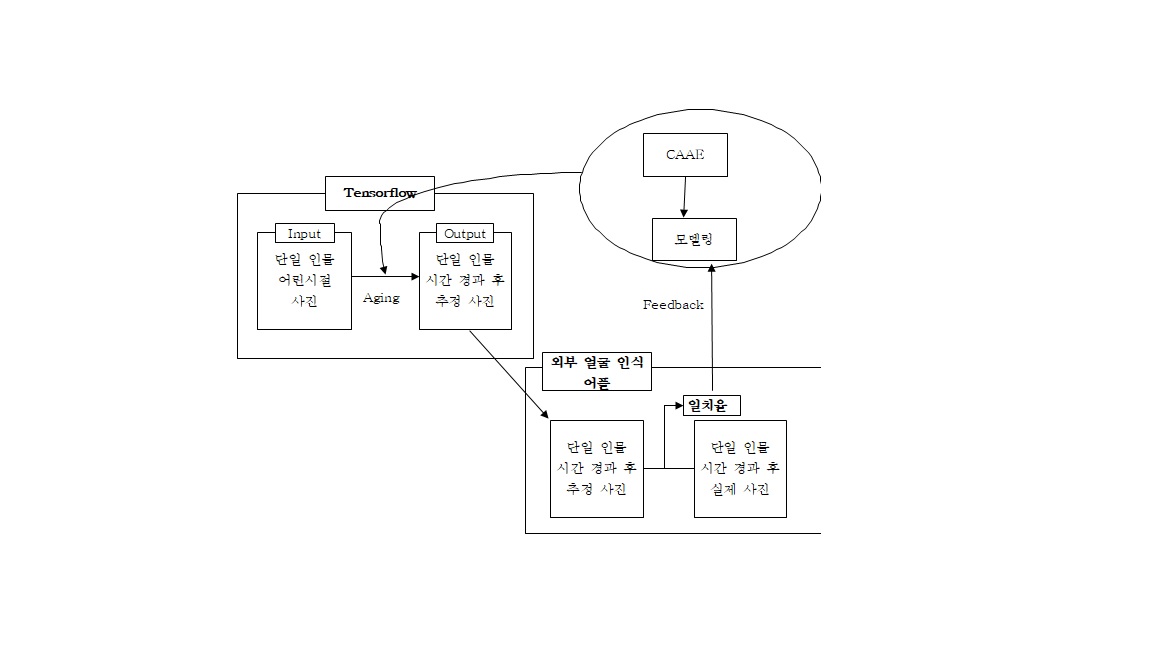 CAAE
모델링
Tensorflow
Input
단일 인물
어린시절
사진
Aging
Output
단일 인물
시간 경과 후
추정 사진
Feedback
외부 얼굴 인식
어플
일치율
단일 인물
시간 경과 후
추정 사진
단일 인물
시간 경과 후
실제 사진